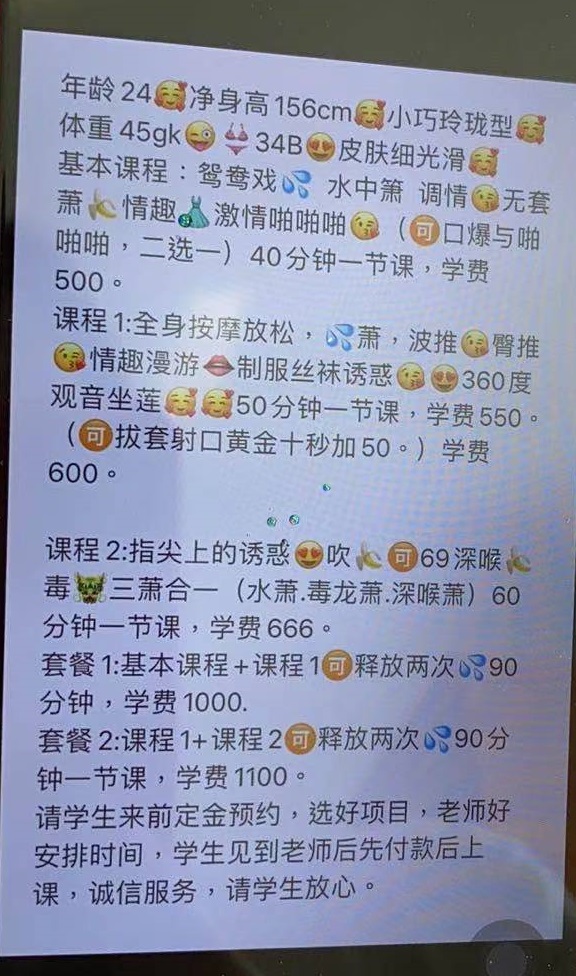 年龄24🥰净身高156cm🥰小巧玲珑型🥰
体重45gk😜👙34B😍皮肤细光滑🥰
基本课程：鸳鸯戏💦 水中箫 调情😘无套
萧🍌情趣👗激情啪啪啪😘（🉑口爆与啪
啪啪，二选一）40分钟一节课，学费
500。
课程1:全身按摩放松，💦萧，波推😘臀推
😘情趣漫游👄制服丝袜诱惑😘😍360度
观音坐莲🥰🥰50分钟一节课，学费550。
（🉑拔套射口黄金十秒加50。）学费
600。
课程2:指尖上的诱惑😍吹🍌🉑69深喉🍌
毒🐲三萧合一（水萧.毒龙萧.深喉萧）60
分钟一节课，学费666。
套餐1:基本课程+课程1🉑释放两次💦90
分钟，学费1000.
套餐2:课程1+课程2🉑释放两次💦90分
钟一节课，学费1100。
请学生来前定金预约，选好项目，老师好
安排时间，学生见到老师后先付款后上
课，诚信服务，请学生放心。